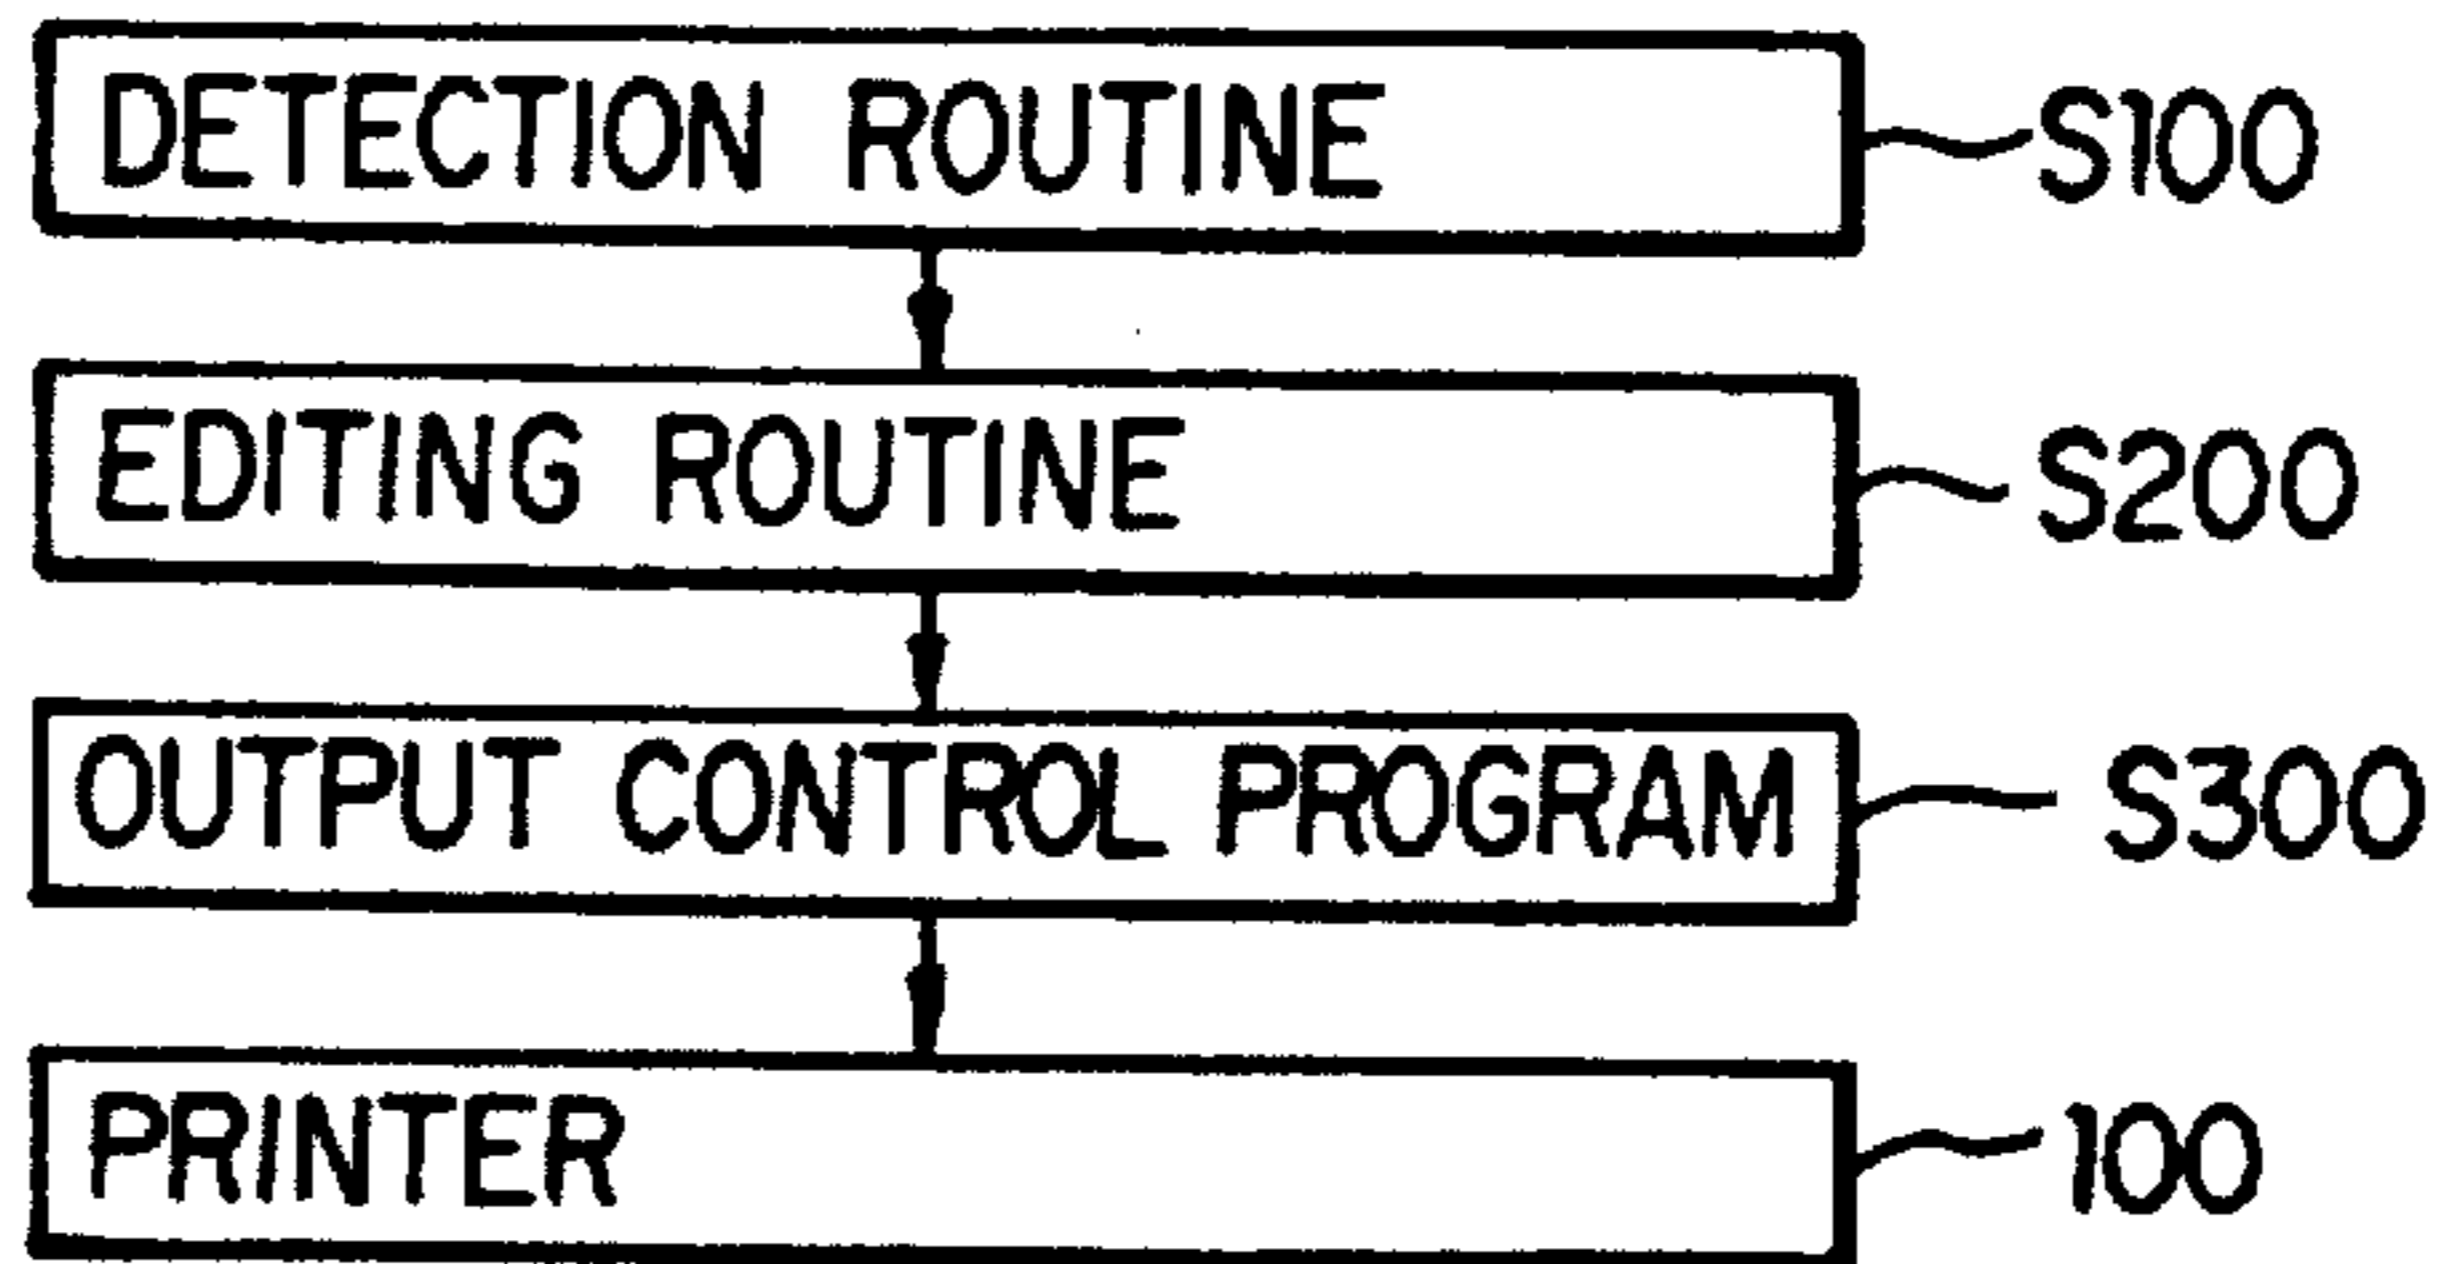 DETECTION ROUTINE S100
EDITING ROUTINE S200
OUTPUT CONTROL PROGRAM S300
PRINTER 100